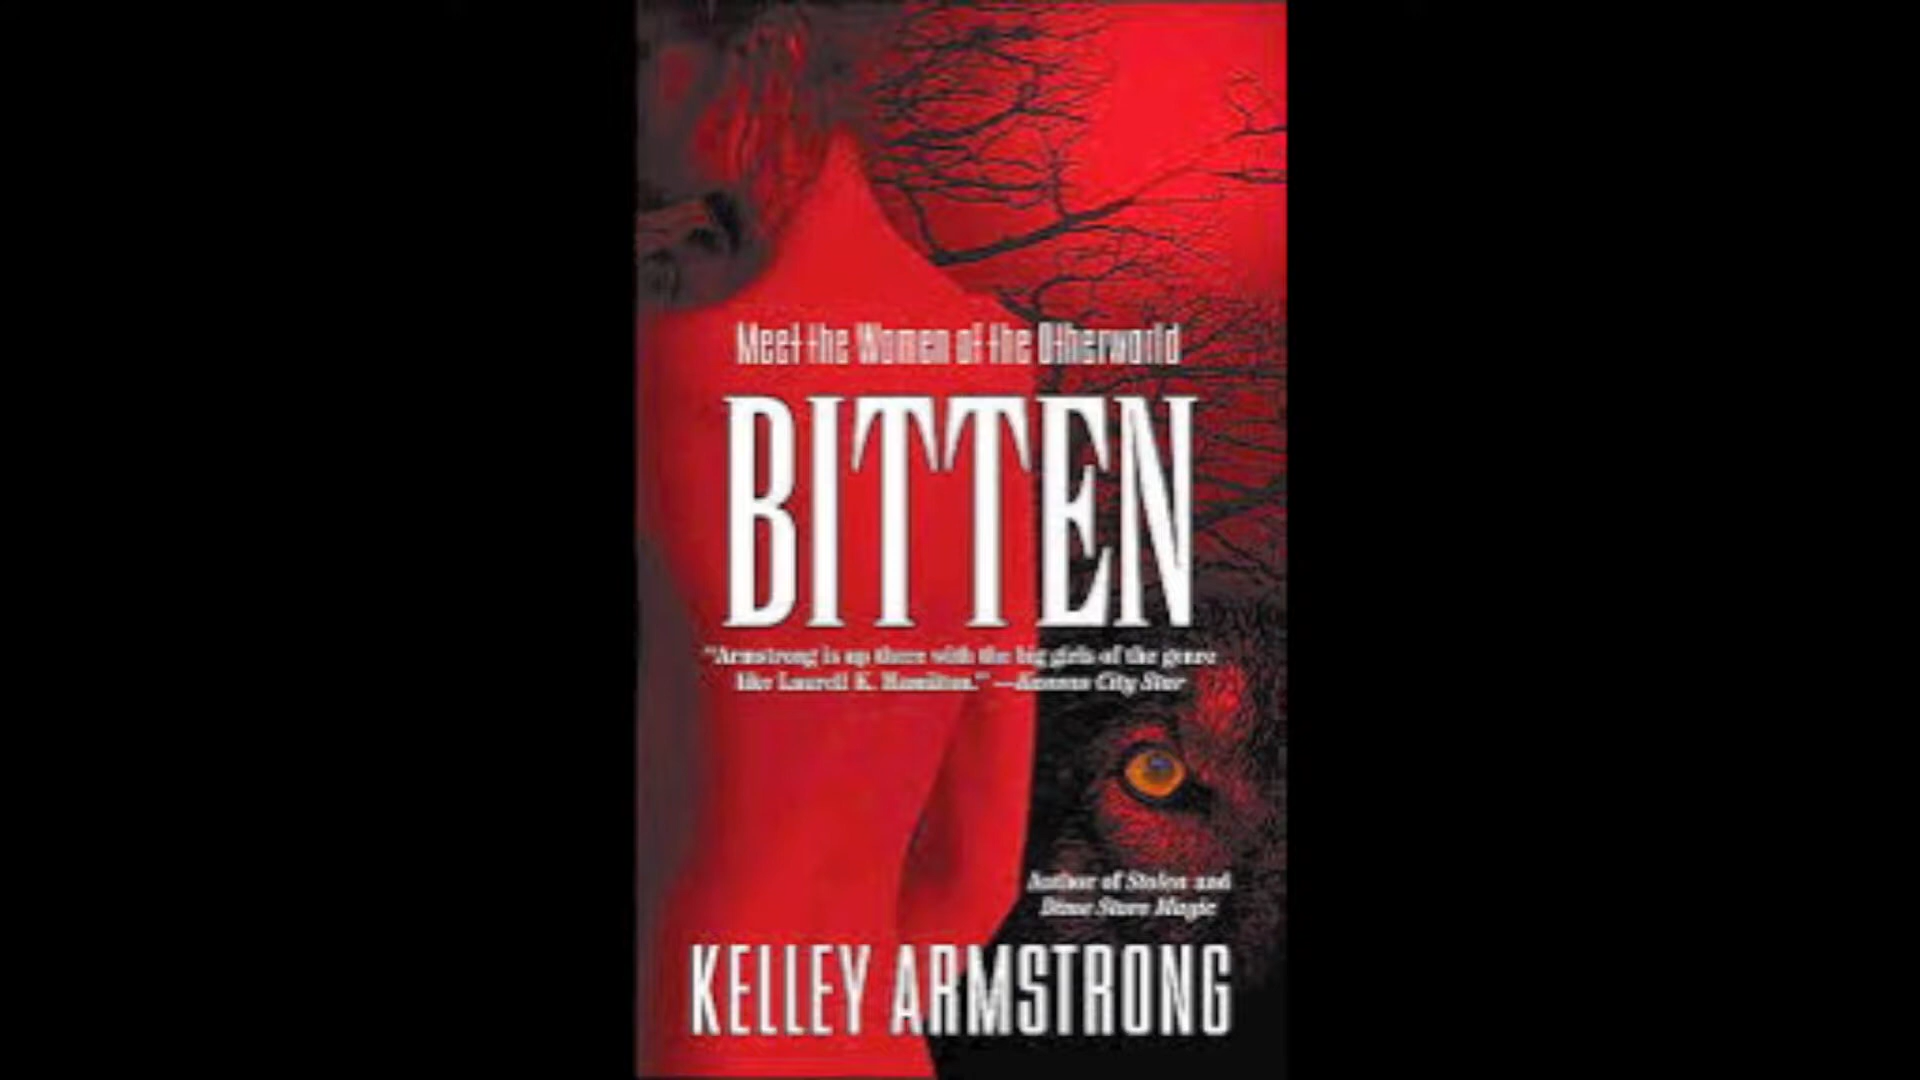 Meet the Women of the Otherworld
BITTEN
"Armstrong is up there with the big girls of the genre
like Laurell K. Hamilton." —Kansas City Star
Author of Stolen and
Dime Store Magic
KELLEY ARMSTRONG